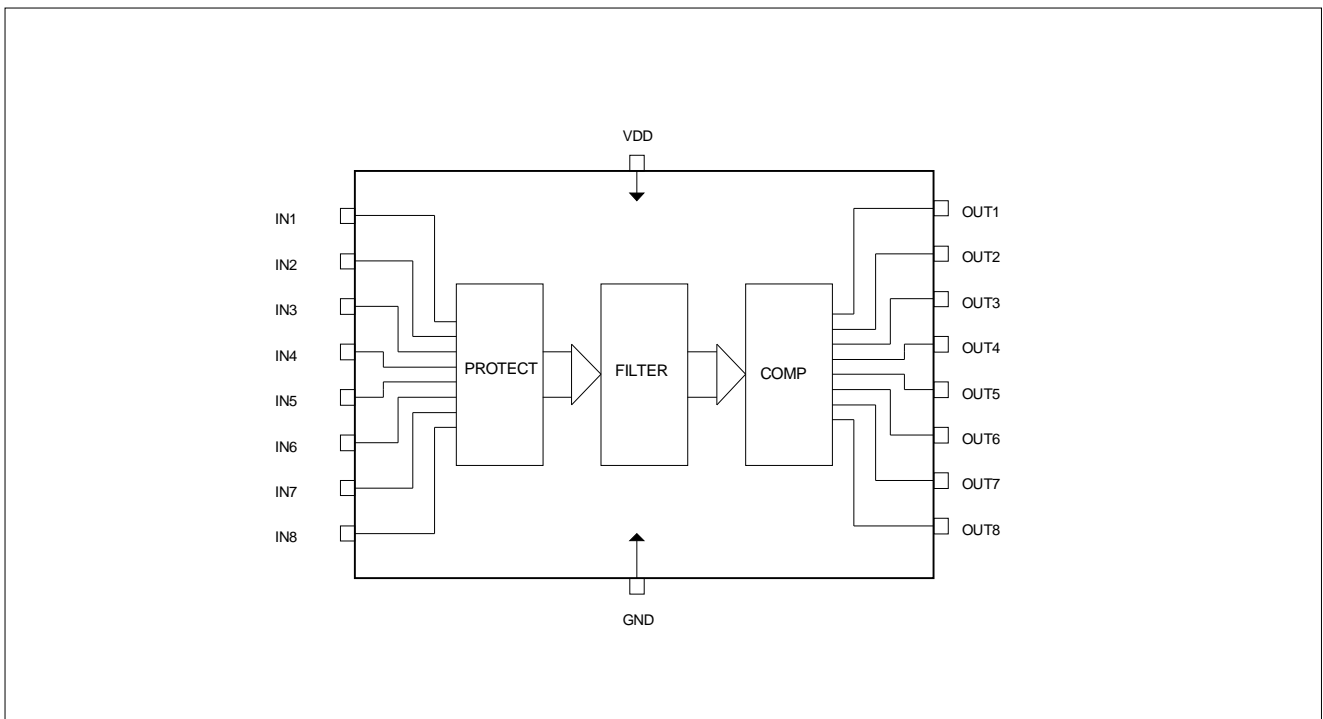 VDD
IN1
IN2
IN3
IN4
IN5
IN6
IN7
IN8
PROTECT
FILTER
COMP
OUT1
OUT2
OUT3
OUT4
OUT5
OUT6
OUT7
OUT8
GND